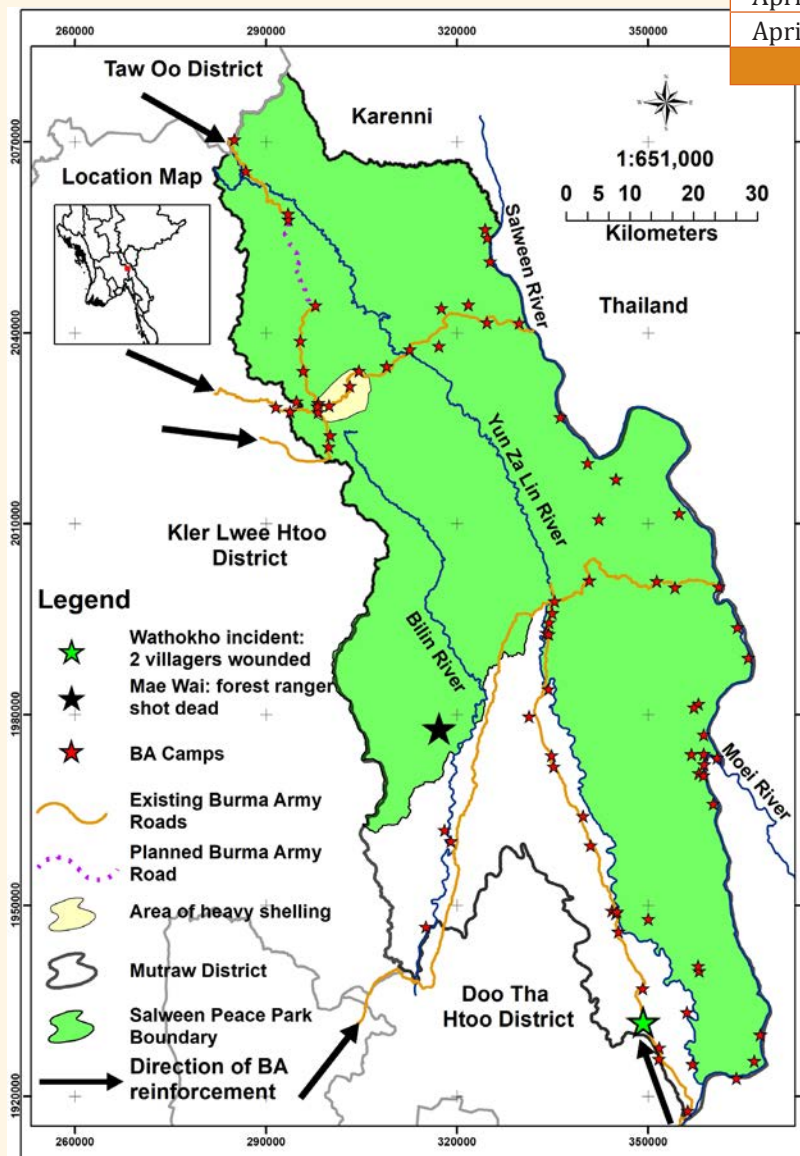 Apri
Apri
260000 290000 320000 350000
Taw Oo District
Karenni
2070000
Location Map
1:651,000
0 5 10 20 30
Kilometers
Salween River
Thailand
2040000
Yun Za Lin River
2010000
Kler Lwee Htoo
District
Bilin River
Legend
Wathokho incident:
2 villagers wounded
Mae Wai: forest ranger
shot dead
1980000
BA Camps
Moei River
Existing Burma Army
Roads
Planned Burma Army
Road
Area of heavy shelling
1950000
Mutraw District
Doo Tha
Htoo District
Salween Peace Park
Boundary
Direction of BA
reinforcement
1920000
260000 290000 320000 350000